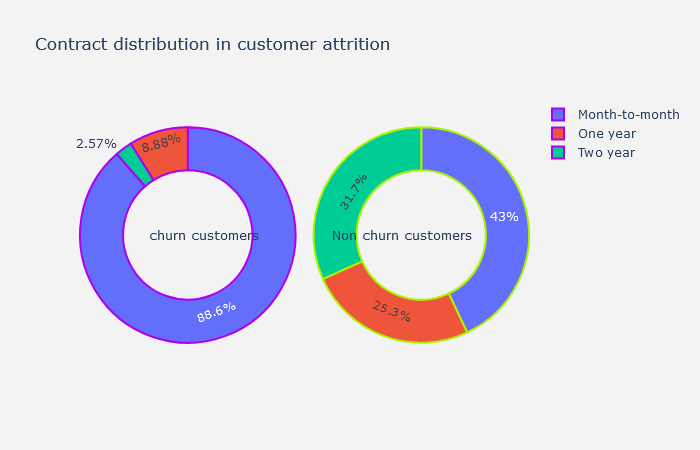 Contract distribution in customer attrition
Month-to-month
One year
Two year
2.57%
8.88%
churn customers
88.6%
31.7%
43%
Non churn customers
25.3%